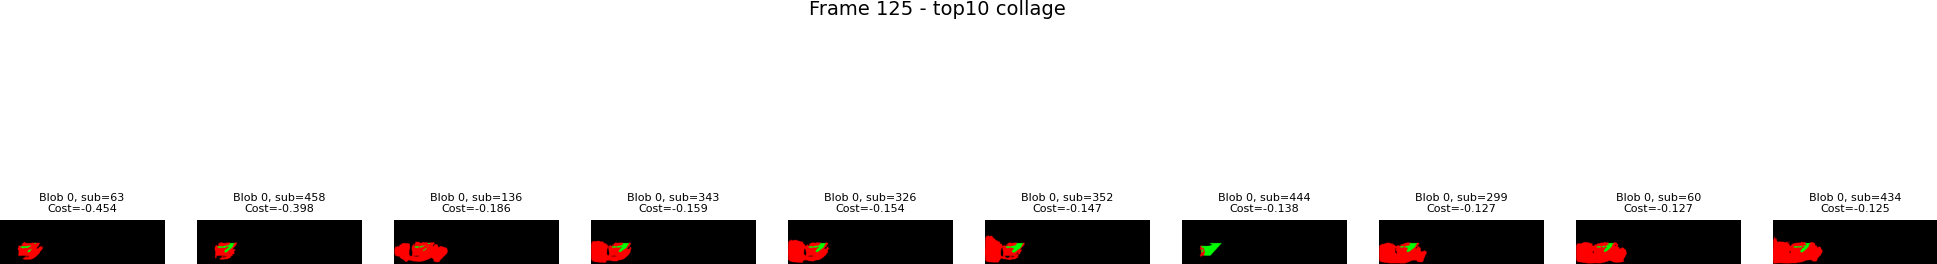 Frame 125 - top10 collage
Blob 0, sub=63
Cost=-0.454
Blob 0, sub=458
Cost=-0.398
Blob 0, sub=136
Cost=-0.186
Blob 0, sub=343
Cost=-0.159
Blob 0, sub=326
Cost=-0.154
Blob 0, sub=352
Cost=-0.147
Blob 0, sub=444
Cost=-0.138
Blob 0, sub=299
Cost=-0.127
Blob 0, sub=60
Cost=-0.127
Blob 0, sub=434
Cost=-0.125